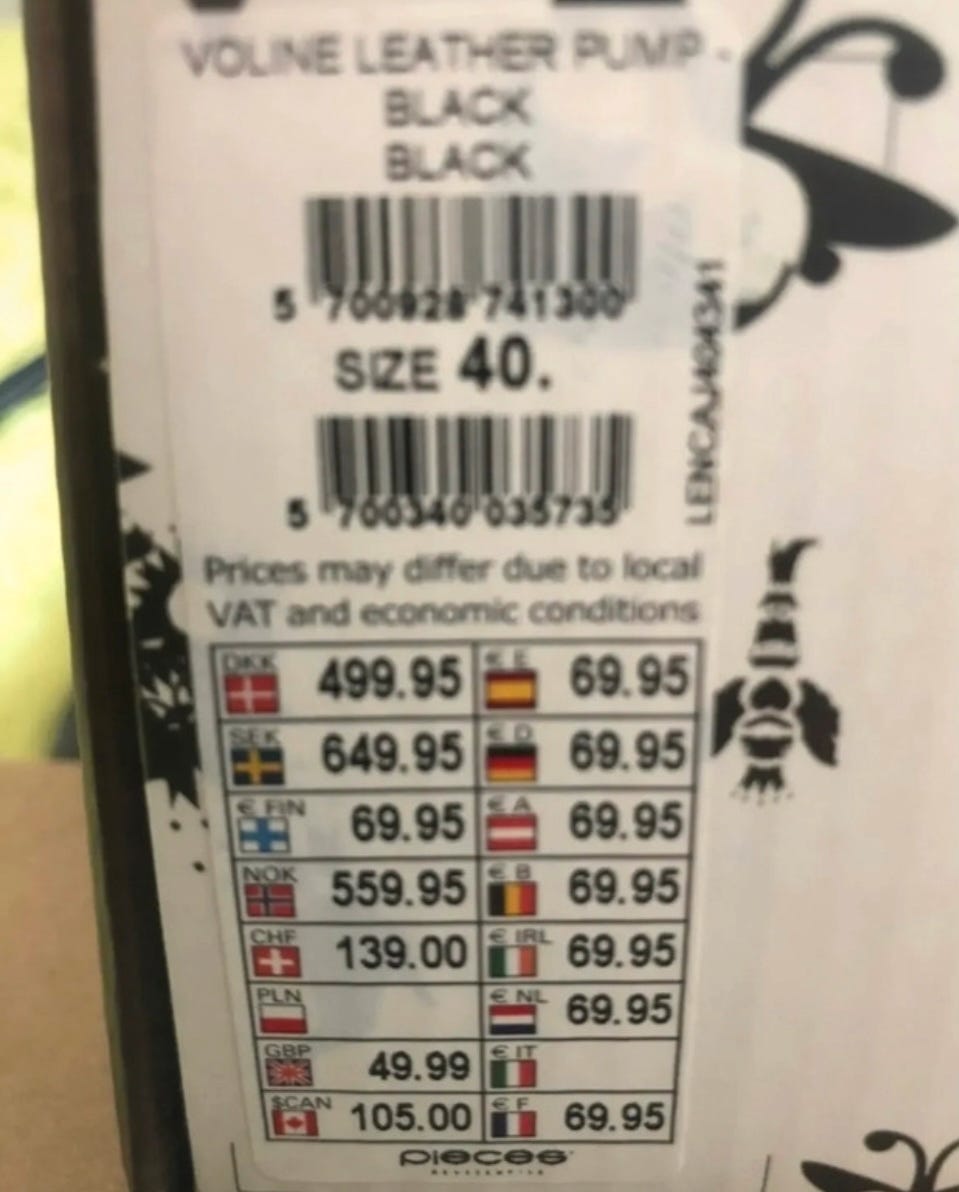 VOLINE LEATHER PUMP -
BLACK
BLACK
5 700928 741300
SIZE 40.
LENCAJ404341
5 700340 035735
Prices may differ due to local
VAT and economic conditions
DKK 499.95 € E 69.95
SEK 649.95 € D 69.95
€ FIN 69.95 € A 69.95
NOK 559.95 € B 69.95
CHF 139.00 € IRL 69.95
PLN € NL 69.95
GBP 49.99 € IT
$CAN 105.00 € F 69.95
pieces